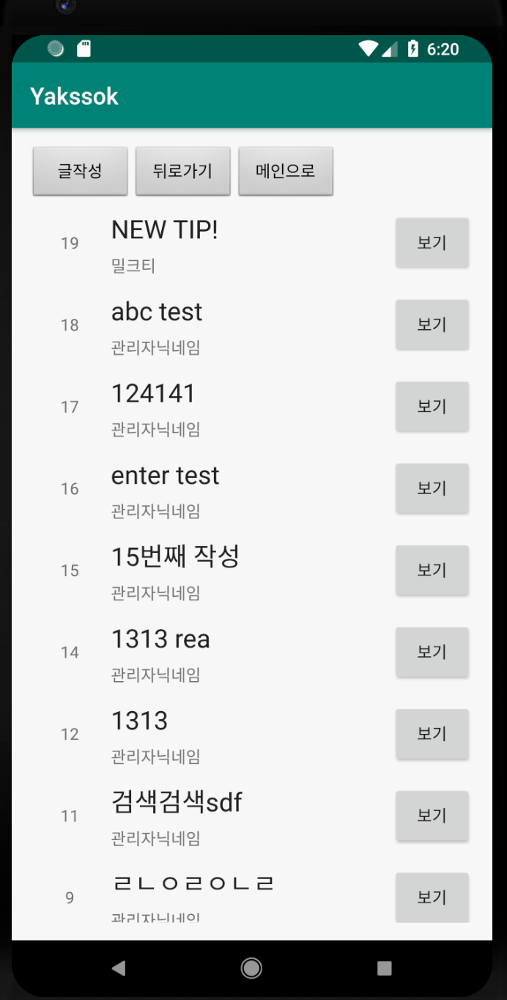 6:20
Yakssok
글작성 뒤로가기 메인으로
19 NEW TIP! 보기
밀크티
18 abc test 보기
관리자닉네임
17 124141 보기
관리자닉네임
16 enter test 보기
관리자닉네임
15 15번째 작성 보기
관리자닉네임
14 1313 rea 보기
관리자닉네임
12 1313 보기
관리자닉네임
11 검색검색sdf 보기
관리자닉네임
9 ㄹㄴㅇㄹㅇㄴㄹ 보기
관리자닉네임